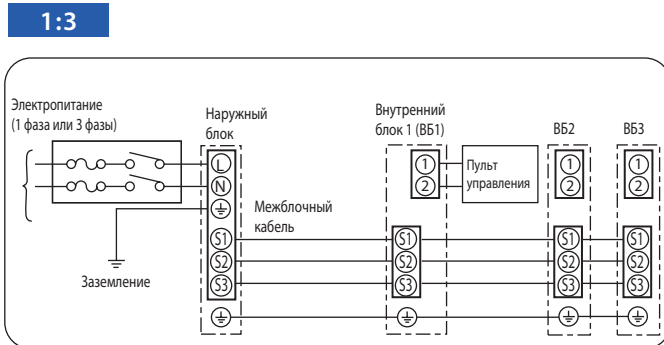 1:3
Электропитание
(1 фаза или 3 фазы)
Наружный
блок
Внутренний
блок 1 (ВБ1)
ВБ2
ВБ3
L
N
S1
S2
S3
Заземление
Межблочный
кабель
1
2
Пульт
управления
S1
S2
S3
1
2
S1
S2
S3
1
2
S1
S2
S3